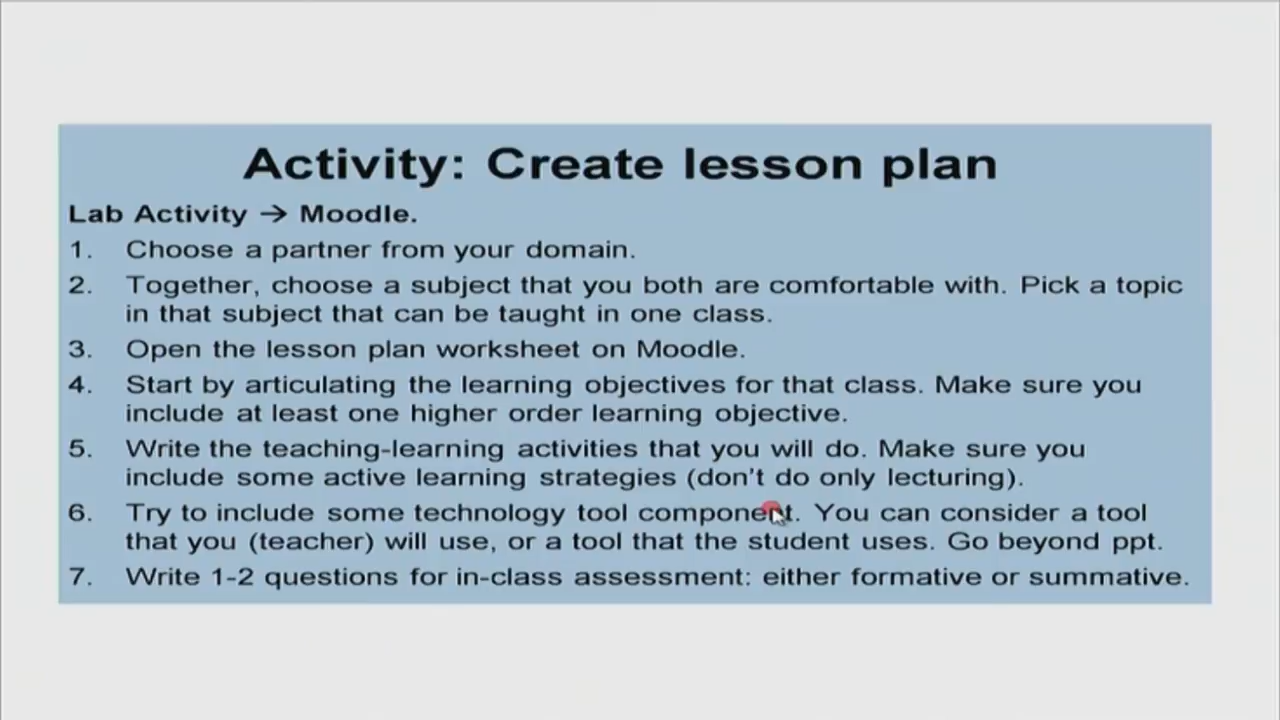 Activity: Create lesson plan
Lab Activity → Moodle.
1. Choose a partner from your domain.
2. Together, choose a subject that you both are comfortable with. Pick a topic
in that subject that can be taught in one class.
3. Open the lesson plan worksheet on Moodle.
4. Start by articulating the learning objectives for that class. Make sure you
include at least one higher order learning objective.
5. Write the teaching-learning activities that you will do. Make sure you
include some active learning strategies (don't do only lecturing).
6. Try to include some technology tool component. You can consider a tool
that you (teacher) will use, or a tool that the student uses. Go beyond ppt.
7. Write 1-2 questions for in-class assessment: either formative or summative.